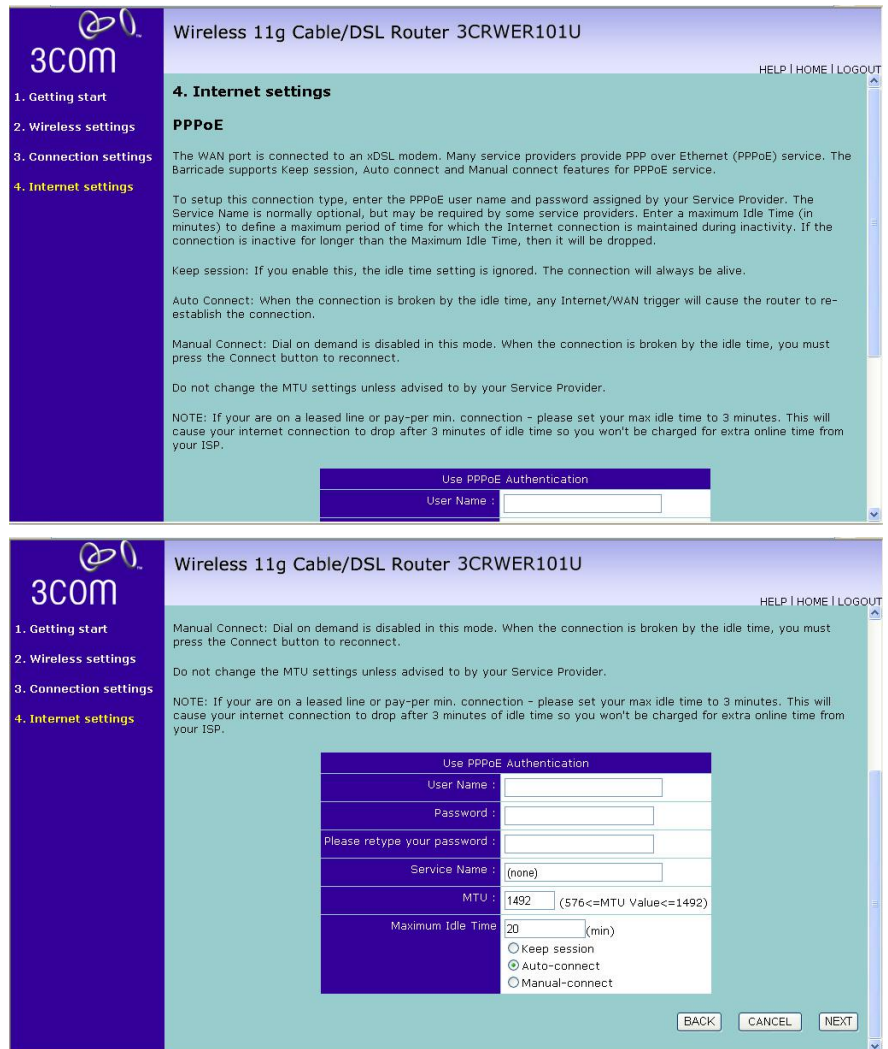 3COM
Wireless 11g Cable/DSL Router 3CRWER101U
HELP | HOME | LOGOUT
1. Getting start
2. Wireless settings
3. Connection settings
4. Internet settings
4. Internet settings
PPPoE
The WAN port is connected to an xDSL modem. Many service providers provide PPP over Ethernet (PPPoE) service. The
Barricade supports Keep session, Auto connect and Manual connect features for PPPoE service.
To setup this connection type, enter the PPPoE user name and password assigned by your Service Provider. The
Service Name is normally optional, but may be required by some service providers. Enter a maximum Idle Time (in
minutes) to define a maximum period of time for which the Internet connection is maintained during inactivity. If the
connection is inactive for longer than the Maximum Idle Time, then it will be dropped.
Keep session: If you enable this, the idle time setting is ignored. The connection will always be alive.
Auto Connect: When the connection is broken by the idle time, any Internet/WAN trigger will cause the router to re-
establish the connection.
Manual Connect: Dial on demand is disabled in this mode. When the connection is broken by the idle time, you must
press the Connect button to reconnect.
Do not change the MTU settings unless advised to by your Service Provider.
NOTE: If your are on a leased line or pay-per min. connection - please set your max idle time to 3 minutes. This will
cause your internet connection to drop after 3 minutes of idle time so you won't be charged for extra online time from
your ISP.
Use PPPoE Authentication
User Name :
3COM
Wireless 11g Cable/DSL Router 3CRWER101U
HELP | HOME | LOGOUT
1. Getting start
2. Wireless settings
3. Connection settings
4. Internet settings
Manual Connect: Dial on demand is disabled in this mode. When the connection is broken by the idle time, you must
press the Connect button to reconnect.
Do not change the MTU settings unless advised to by your Service Provider.
NOTE: If your are on a leased line or pay-per min. connection - please set your max idle time to 3 minutes. This will
cause your internet connection to drop after 3 minutes of idle time so you won't be charged for extra online time from
your ISP.
Use PPPoE Authentication
User Name :
Password :
Please retype your password :
Service Name : (none)
MTU : 1492 (576<=MTU Value<=1492)
Maximum Idle Time 20 (min)
Keep session
Auto-connect
Manual-connect
BACK CANCEL NEXT